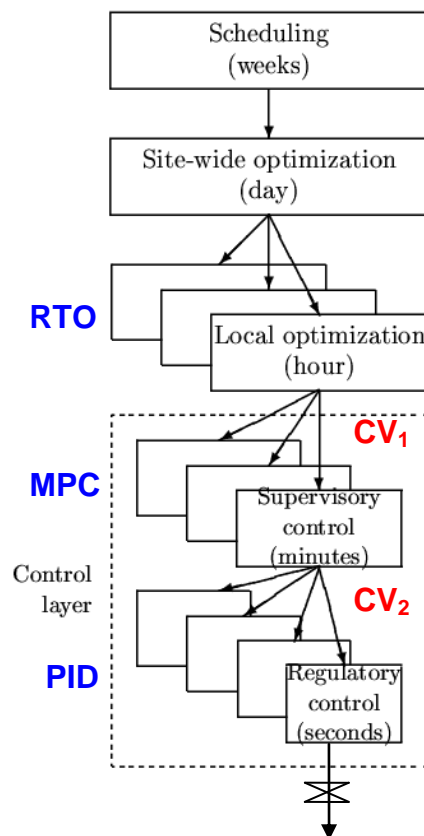 Scheduling
(weeks)
Site-wide optimization
(day)
RTO
Local optimization
(hour)
CV1
MPC
Supervisory
control
(minutes)
Control
layer
CV2
PID
Regulatory
control
(seconds)